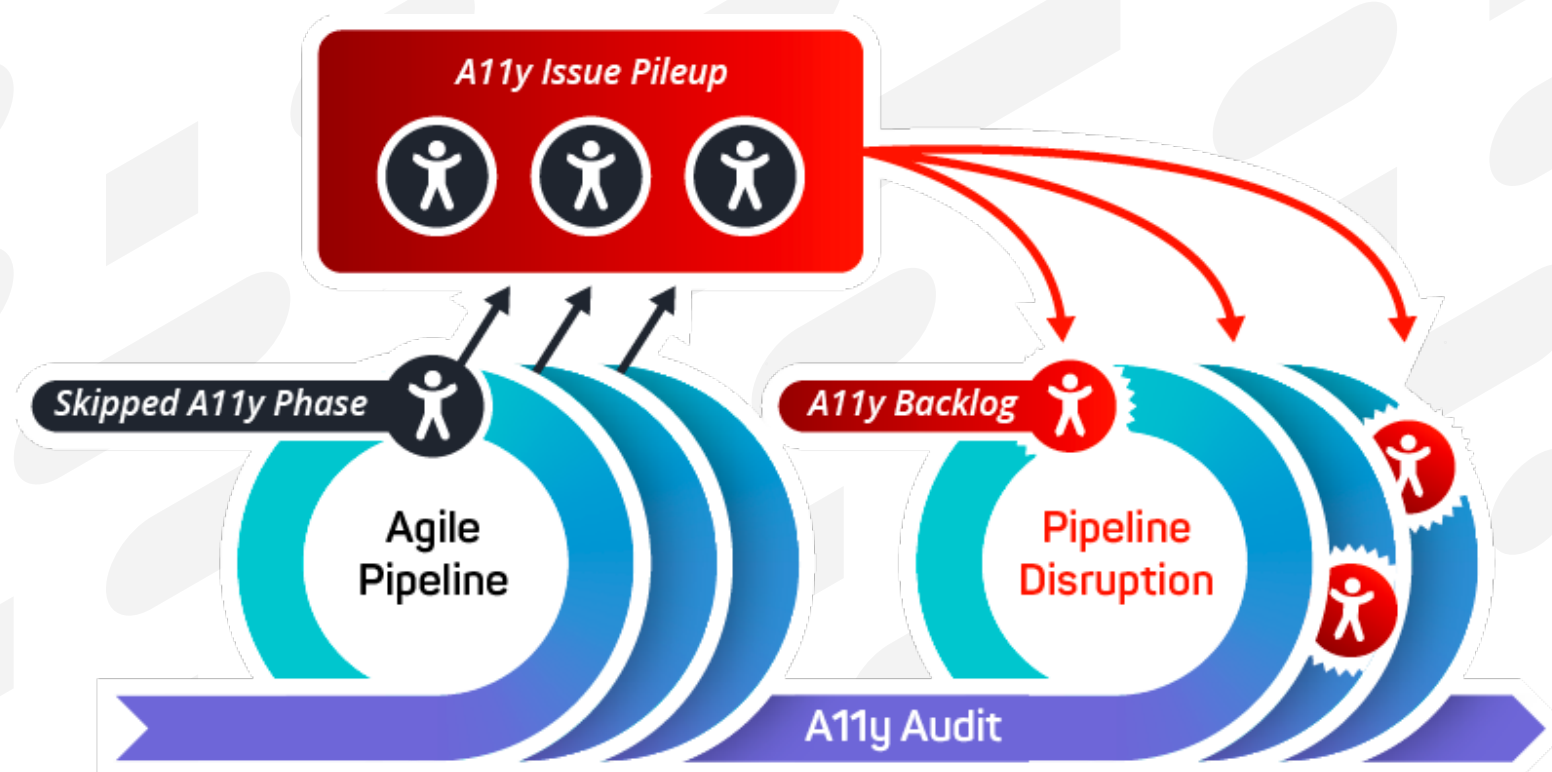 A11y Issue Pileup
Skipped A11y Phase
A11y Backlog
Agile
Pipeline
Pipeline
Disruption
A11y Audit